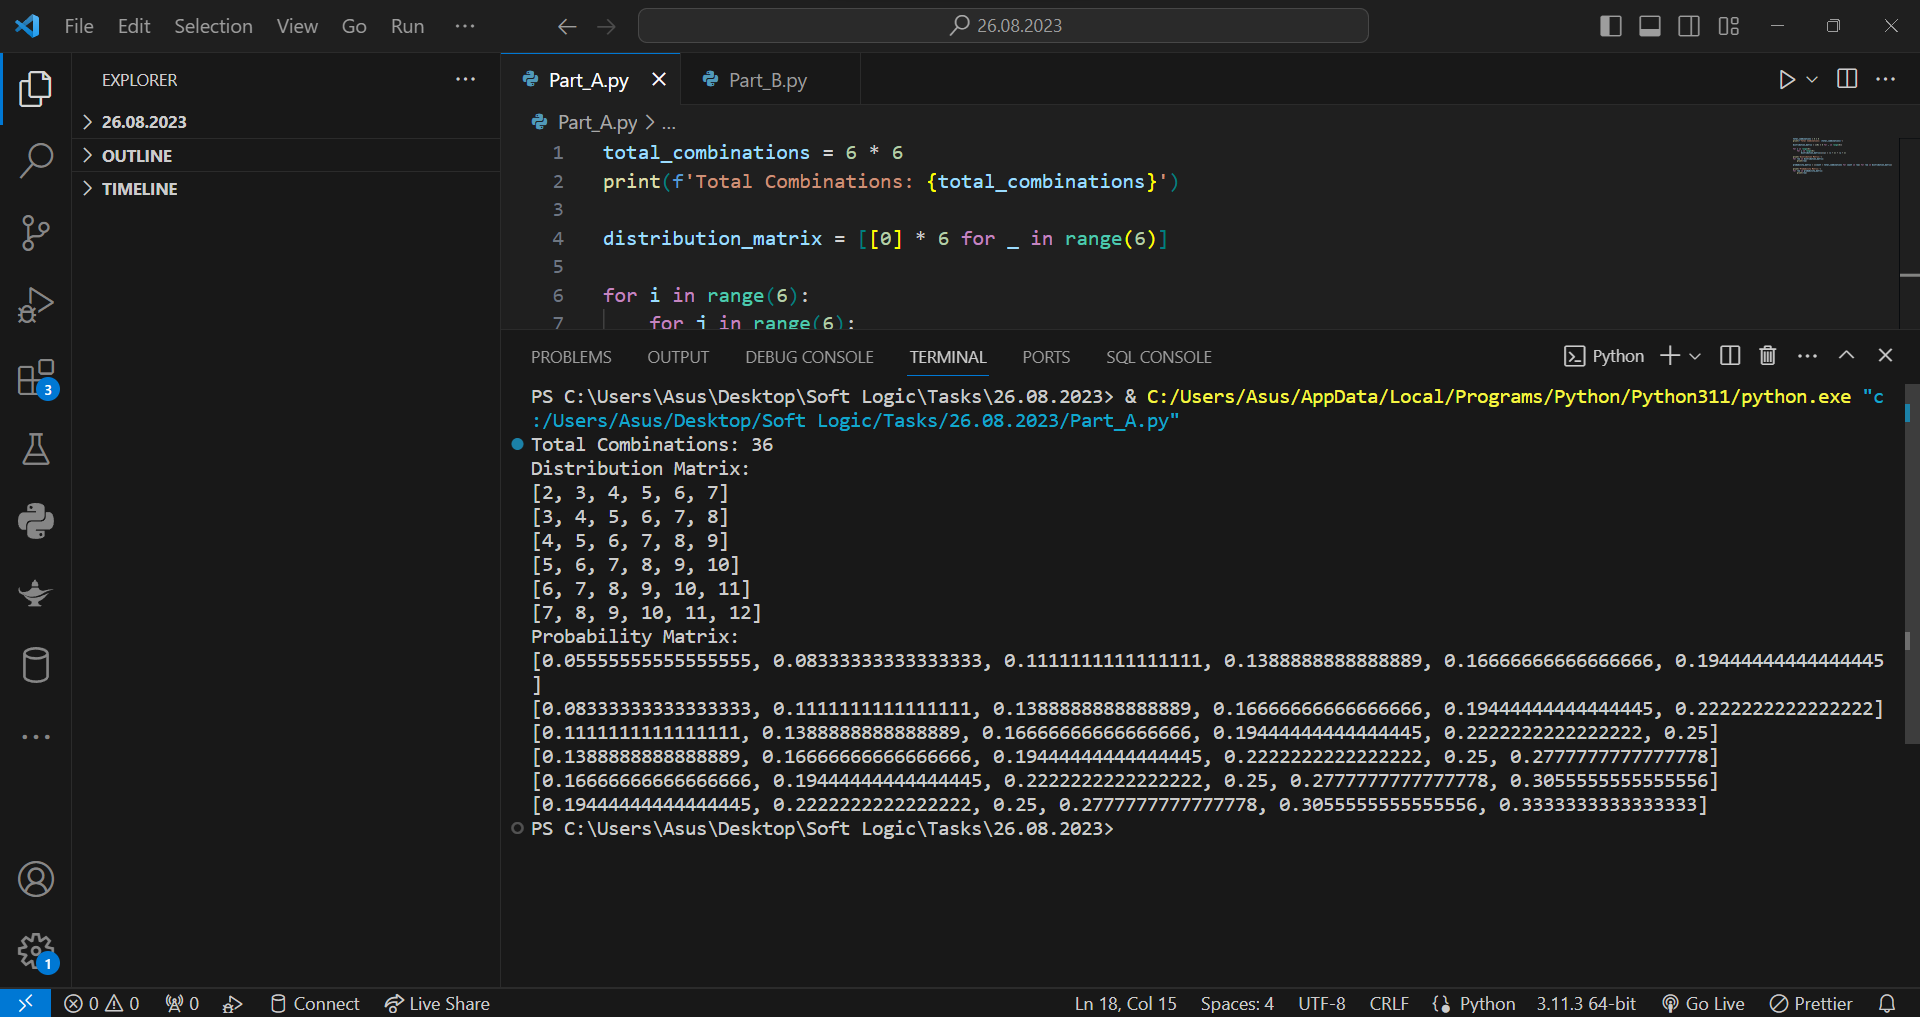 File Edit Selection View Go Run ...
26.08.2023
EXPLORER ...
26.08.2023
OUTLINE
TIMELINE
Part_A.py
Part_B.py
Part_A.py > ...
1 total_combinations = 6 * 6
2 print(f'Total Combinations: {total_combinations}')
3
4 distribution_matrix = [[0] * 6 for _ in range(6)]
5
6 for i in range(6):
7 for j in range(6):
PROBLEMS OUTPUT DEBUG CONSOLE TERMINAL PORTS SQL CONSOLE
Python
PS C:\Users\Asus\Desktop\Soft Logic\Tasks\26.08.2023> & C:/Users/Asus/AppData/Local/Programs/Python/Python311/python.exe "c
:/Users/Asus/Desktop/Soft Logic/Tasks/26.08.2023/Part_A.py"
Total Combinations: 36
Distribution Matrix:
[2, 3, 4, 5, 6, 7]
[3, 4, 5, 6, 7, 8]
[4, 5, 6, 7, 8, 9]
[5, 6, 7, 8, 9, 10]
[6, 7, 8, 9, 10, 11]
[7, 8, 9, 10, 11, 12]
Probability Matrix:
[0.05555555555555555, 0.08333333333333333, 0.1111111111111111, 0.1388888888888889, 0.16666666666666666, 0.19444444444444445
]
[0.08333333333333333, 0.1111111111111111, 0.1388888888888889, 0.16666666666666666, 0.19444444444444445, 0.2222222222222222]
[0.1111111111111111, 0.1388888888888889, 0.16666666666666666, 0.19444444444444445, 0.2222222222222222, 0.25]
[0.1388888888888889, 0.16666666666666666, 0.19444444444444445, 0.2222222222222222, 0.25, 0.2777777777777778]
[0.16666666666666666, 0.19444444444444445, 0.2222222222222222, 0.25, 0.2777777777777778, 0.3055555555555556]
[0.19444444444444445, 0.2222222222222222, 0.25, 0.2777777777777778, 0.3055555555555556, 0.3333333333333333]
PS C:\Users\Asus\Desktop\Soft Logic\Tasks\26.08.2023>
3
1
0 0 0 Connect Live Share Ln 18, Col 15 Spaces: 4 UTF-8 CRLF Python 3.11.3 64-bit Go Live Prettier